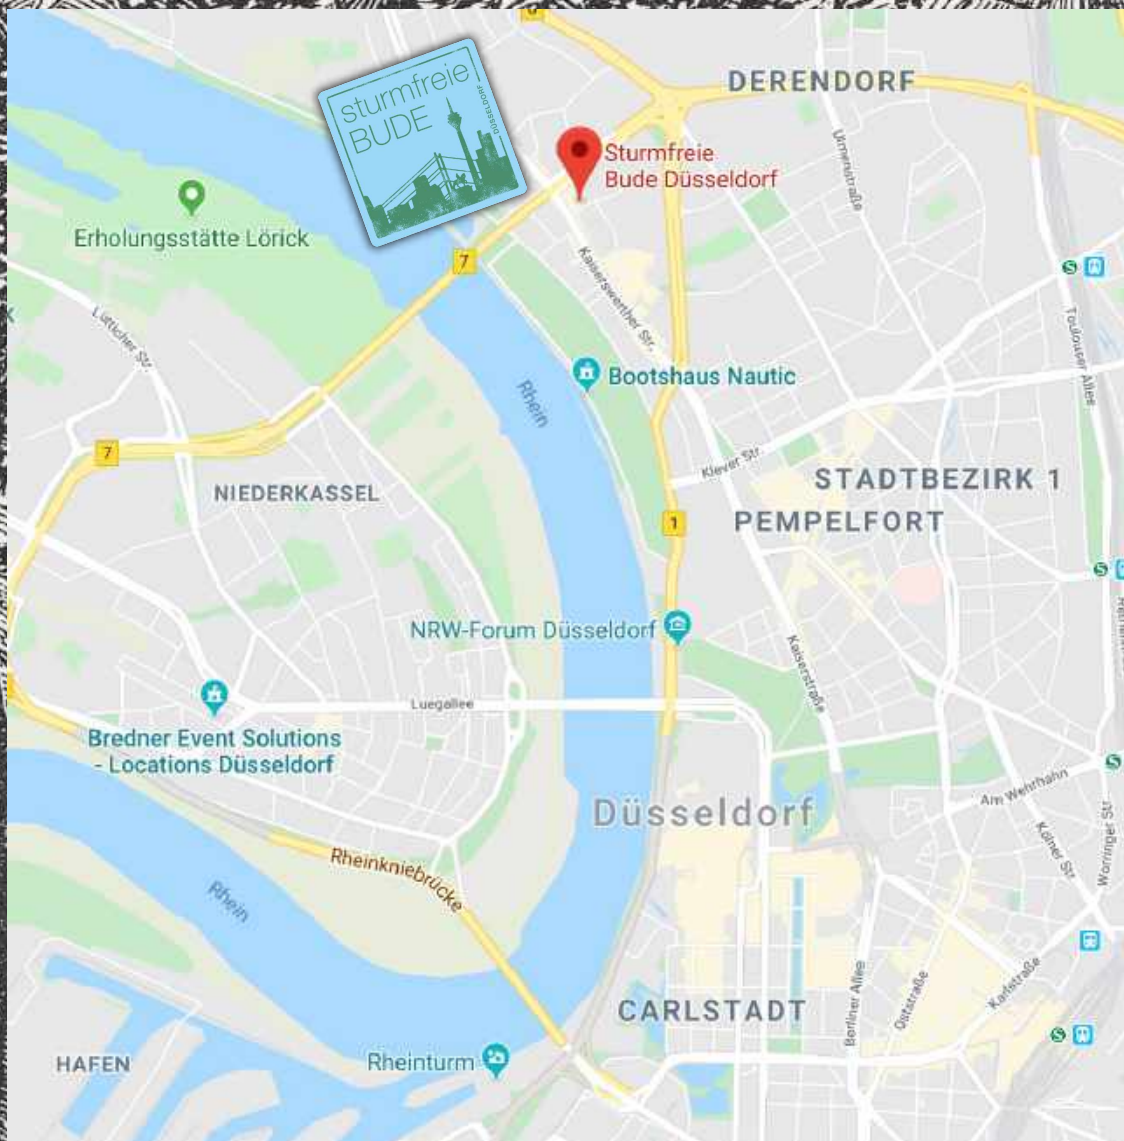 6
DERENDORF
sturmfreie
BUDE
DÜSSELDORF
Sturmfreie
Bude Düsseldorf
Ulmenstraße
Erholungsstätte Lörick
7
S
Kaiserswerther Str.
K
Lütticher Str.
Toulouser Allee
Rhein
Bootshaus Nautic
7
Klever Str.
NIEDERKASSEL
STADTBEZIRK 1
PEMPELFORT
1
S
NRW-Forum Düsseldorf
Kaiserstraße
Luegallee
Bredner Event Solutions
- Locations Düsseldorf
S
Am Wehrhahn
Düsseldorf
Kölner Str.
Worringer Str.
Rheinkniebrücke
Rhein
Berliner Allee
Oststraße
Karlstraße
CARLSTADT
S
HAFEN
Rheinturm